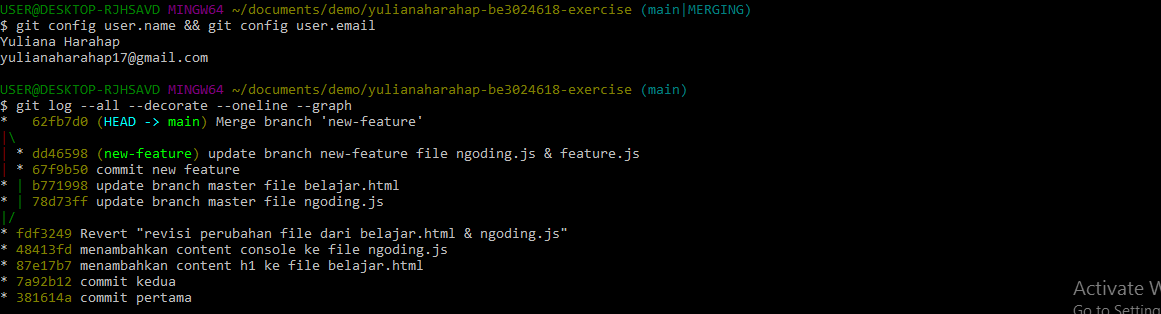 USER@DESKTOP-RJHSAVD MINGW64 ~/documents/demo/yulianaharahap-be3024618-exercise (main|MERGING)
$ git config user.name && git config user.email
Yuliana Harahap
yulianaharahap17@gmail.com

USER@DESKTOP-RJHSAVD MINGW64 ~/documents/demo/yulianaharahap-be3024618-exercise (main)
$ git log --all --decorate --oneline --graph
*   62fb7d0 (HEAD -> main) Merge branch 'new-feature'
|\
| * dd46598 (new-feature) update branch new-feature file ngoding.js & feature.js
| * 67f9b50 commit new feature
* | b771998 update branch master file belajar.html
* | 78d73ff update branch master file ngoding.js
|/
* fdf3249 Revert "revisi perubahan file dari belajar.html & ngoding.js"
* 48413fd menambahkan content console ke file ngoding.js
* 87e17b7 menambahkan content h1 ke file belajar.html
* 7a92b12 commit kedua
* 381614a commit pertama
Activate W
Go to Setting